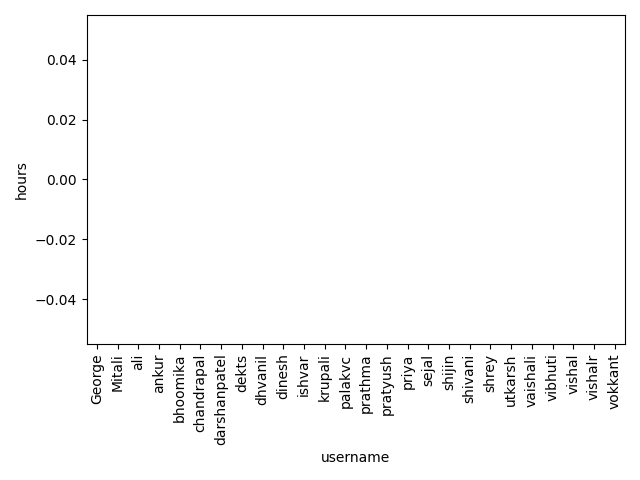 0.04
0.02
0.00
−0.02
−0.04
hours
George
Mitali
ali
ankur
bhoomika
chandrapal
darshanpatel
dekts
dhvanil
dinesh
ishvar
krupali
palakvc
prathma
pratyush
priya
sejal
shijin
shivani
shrey
utkarsh
vaishali
vibhuti
vishal
vishalr
vokkant
username